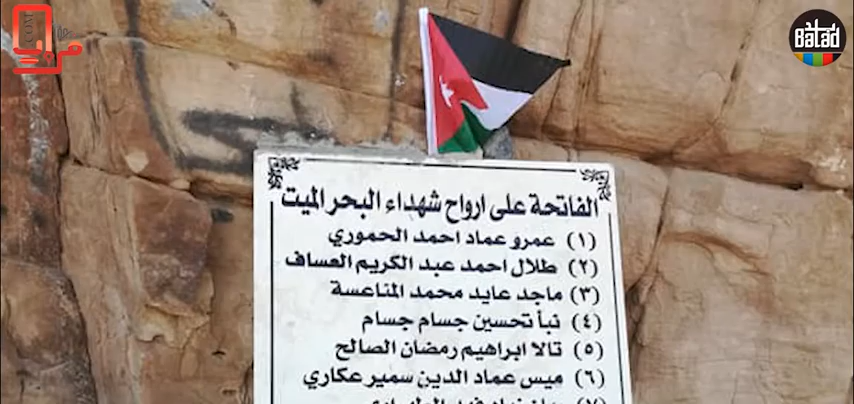 الفاتحة على ارواح شهداء البحر الميت
(١) عمرو عماد احمد الحموري
(٢) طلال احمد عبد الكريم العساف
(٣) ماجد عايد محمد المناعسة
(٤) نبأ تحسين جسام جسام
(٥) تالا ابراهيم رمضان الصالح
(٦) ميس عماد الدين سمير عكاري
(٧)
.COM
Balad